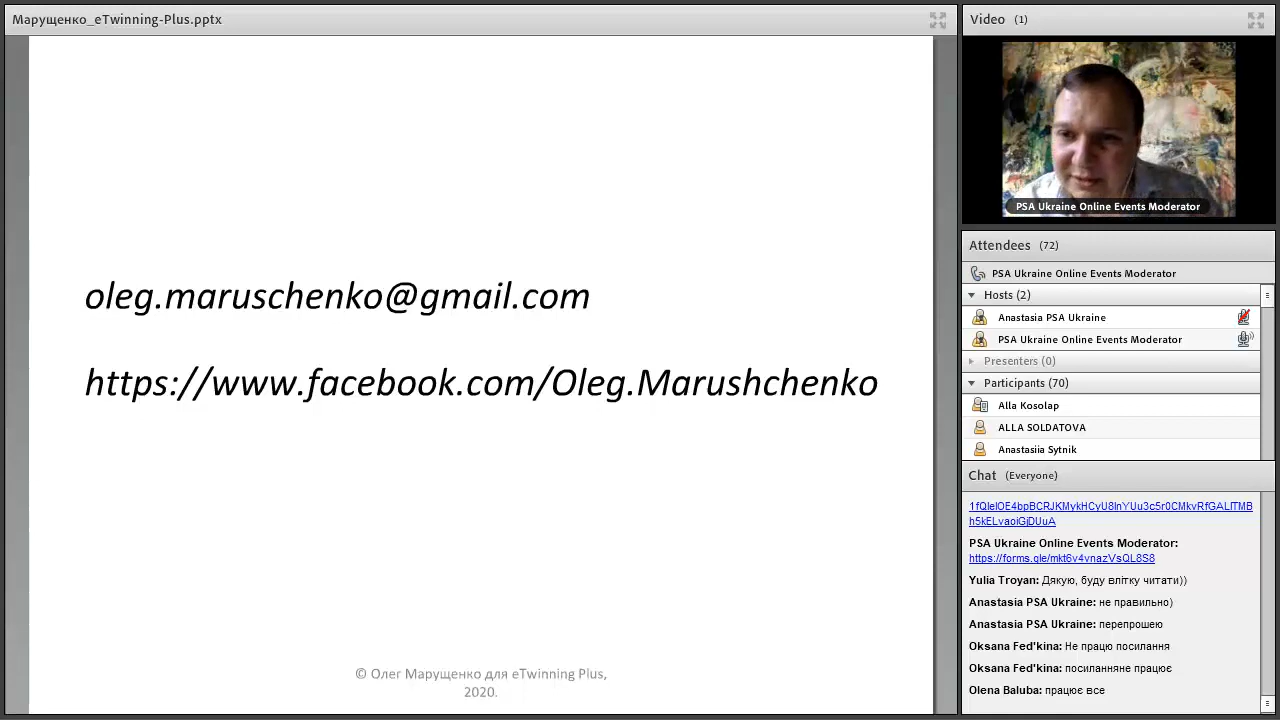 Марущенко_eTwinning-Plus.pptx
oleg.maruschenko@gmail.com
https://www.facebook.com/Oleg.Marushchenko
© Олег Марущенко для eTwinning Plus,
2020.
Video (1)
PSA Ukraine Online Events Moderator
Attendees (72)
PSA Ukraine Online Events Moderator
Hosts (2)
Anastasia PSA Ukraine
PSA Ukraine Online Events Moderator
Presenters (0)
Participants (70)
Alla Kosolap
ALLA SOLDATOVA
Anastasiia Sytnik
Chat (Everyone)
PSA Ukraine Online Events Moderator:
https://forms.gle/mkt6v4vnazVsQL8S8
Yulia Troyan: Дякую, буду влітку читати))
Anastasia PSA Ukraine: не правильно)
Anastasia PSA Ukraine: перепрошею
Oksana Fed'kina: Не працю посилання
Oksana Fed'kina: посиланняне працює
Olena Baluba: працює все